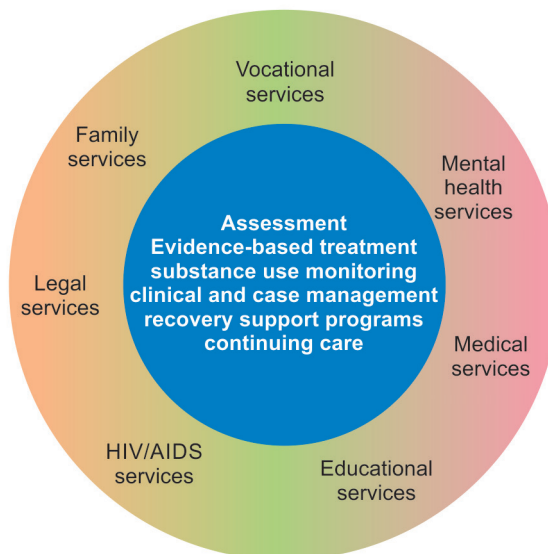 Vocational
services
Family
services
Mental
health
services
Assessment
Evidence-based treatment
substance use monitoring
clinical and case management
recovery support programs
continuing care
Legal
services
Medical
services
HIV/AIDS
services
Educational
services